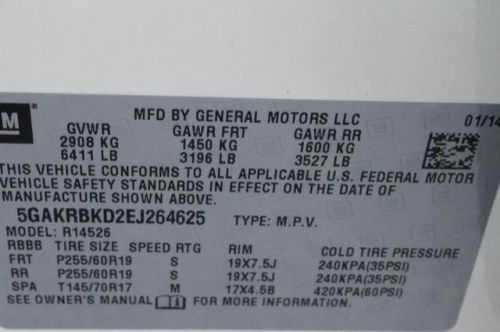 M ®
MFD BY GENERAL MOTORS LLC 01/14
GVWR GAWR FRT GAWR RR
2908 KG 1450 KG 1600 KG
6411 LB 3196 LB 3527 LB
THIS VEHICLE CONFORMS TO ALL APPLICABLE U.S. FEDERAL MOTOR
VEHICLE SAFETY STANDARDS IN EFFECT ON THE DATE OF
MANUFACTURE SHOWN ABOVE.
5GAKRBKD2EJ264625 TYPE: M.P.V.
MODEL: R14526
RBBB TIRE SIZE SPEED RTG RIM COLD TIRE PRESSURE
FRT P255/60R19 S 19X7.5J 240KPA(35PSI)
RR P255/60R19 S 19X7.5J 240KPA(35PSI)
SPA T145/70R17 M 17X4.5B 420KPA(60PSI)
SEE OWNER'S MANUAL FOR MORE INFORMATION.